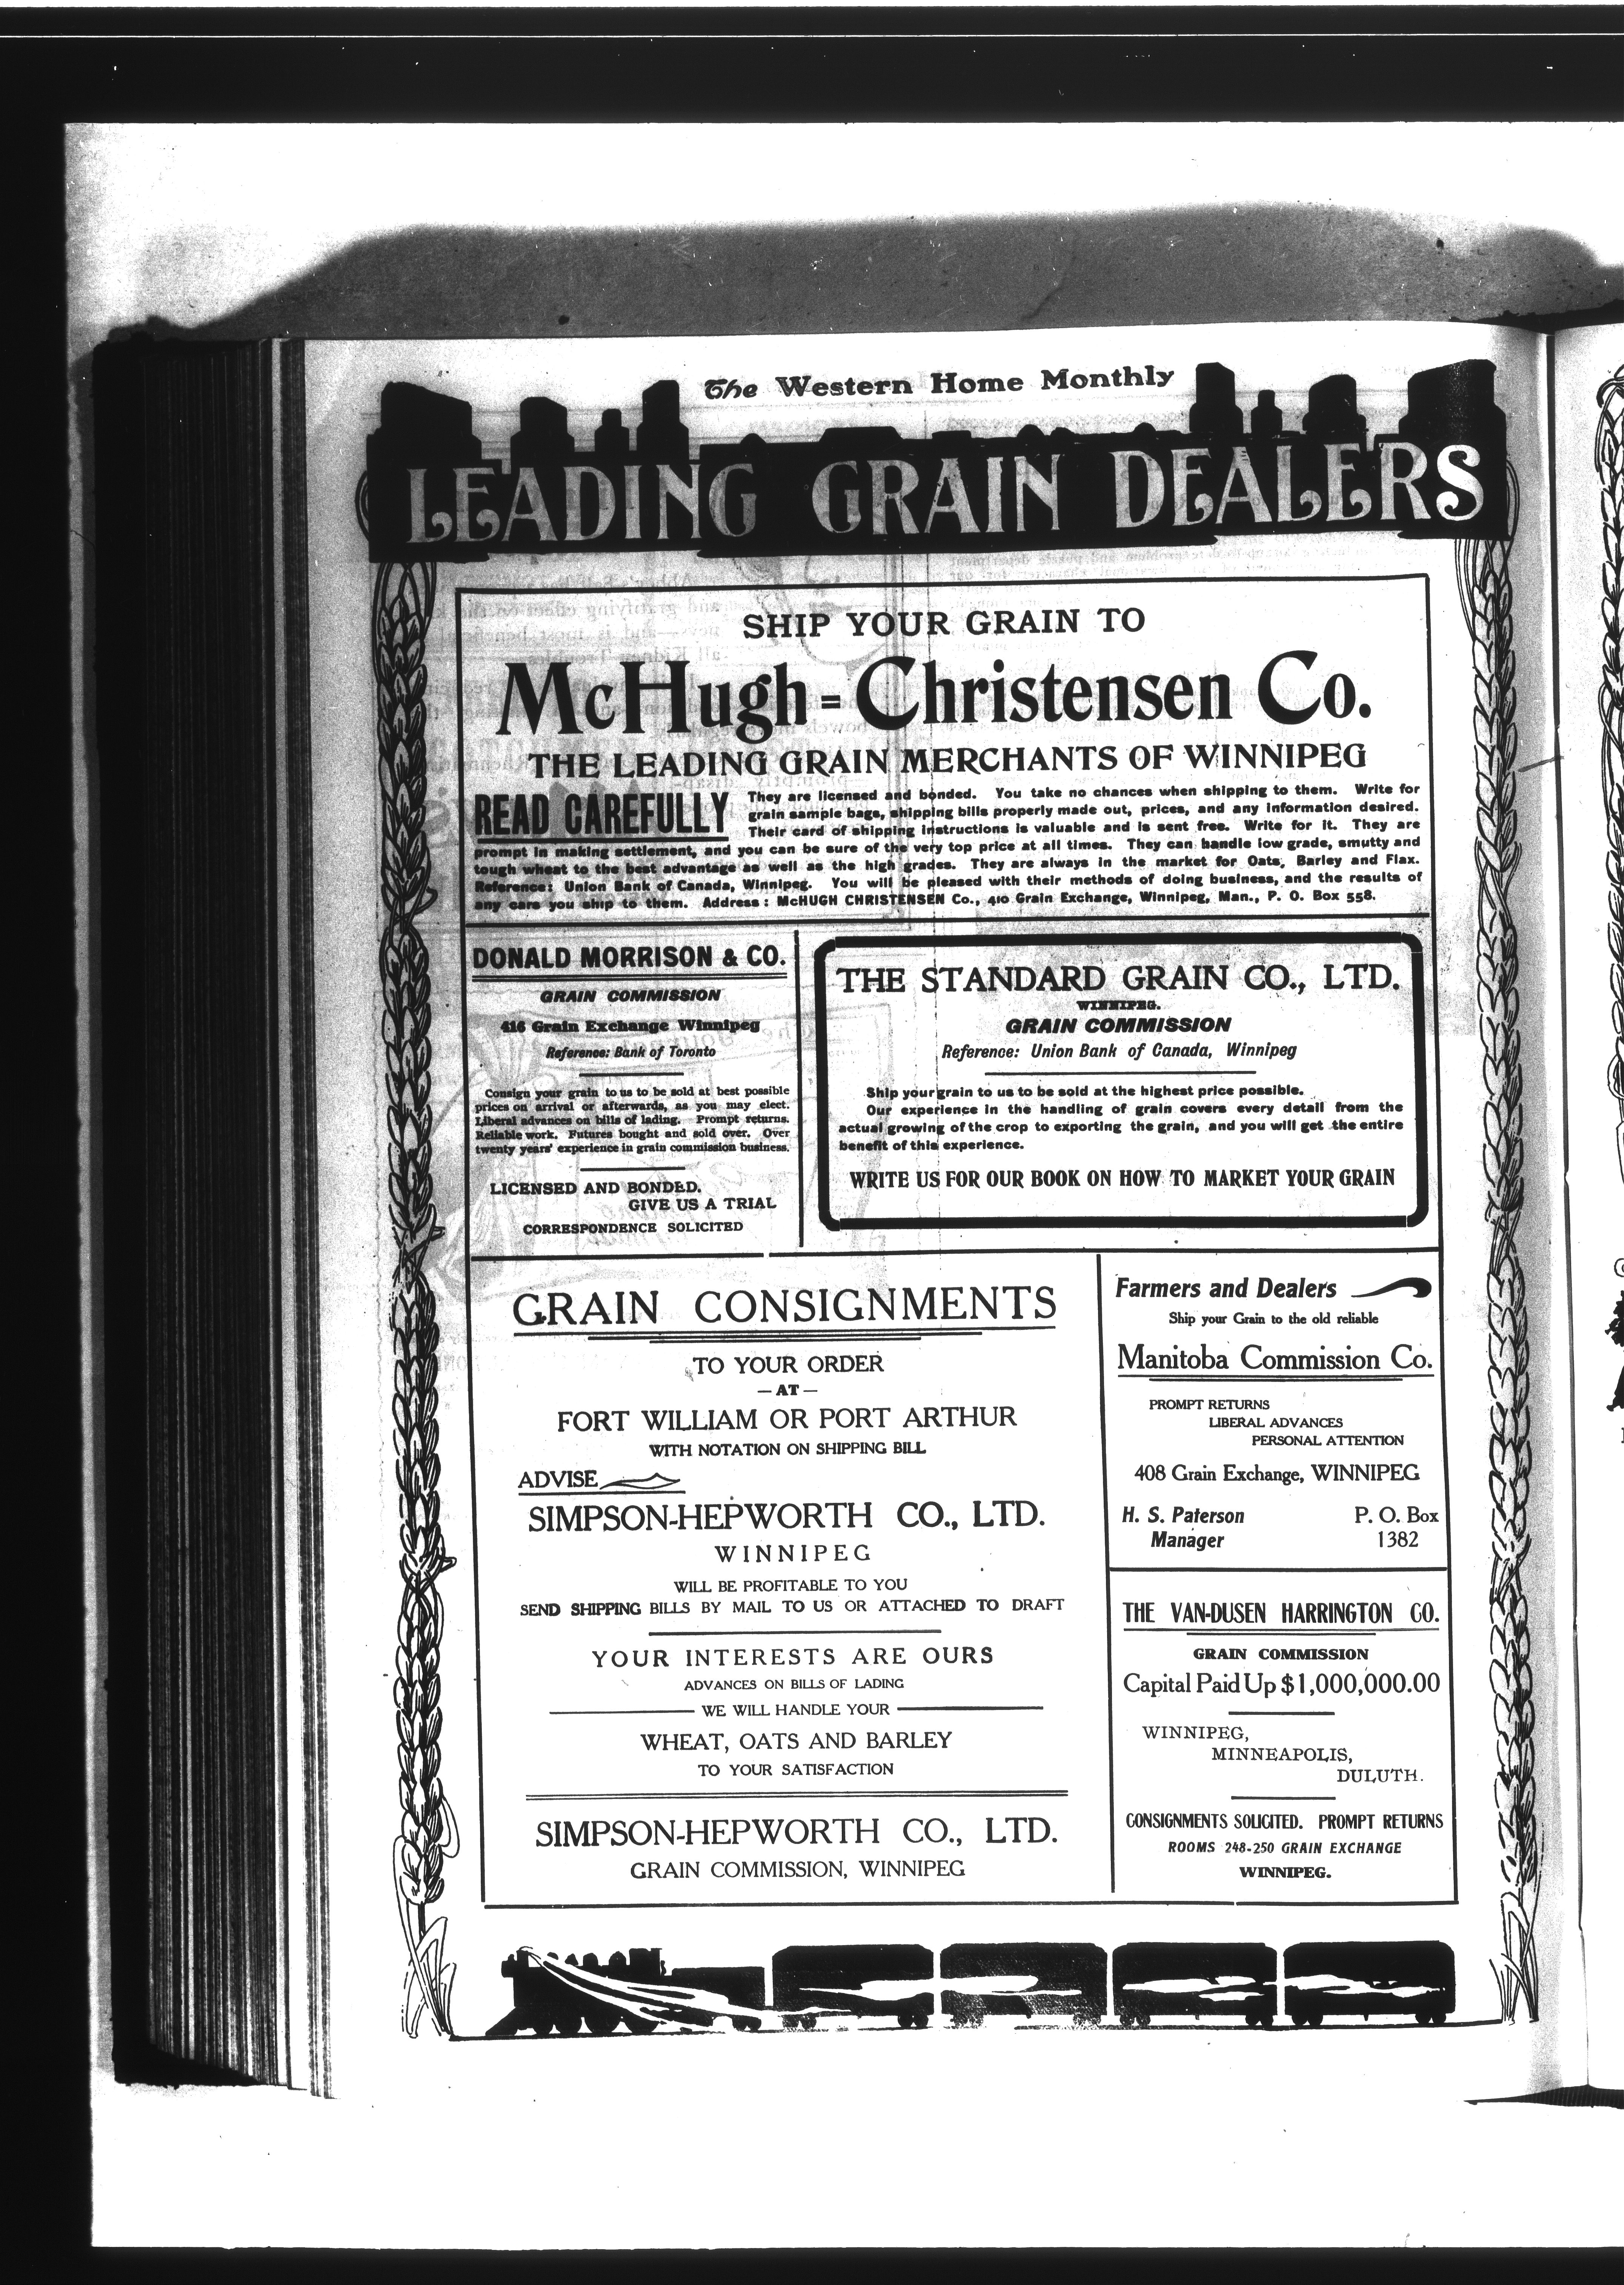 The Western Home Monthly
LEADING GRAIN DEALERS
SHIP YOUR GRAIN TO
McHugh=Christensen Co.
THE LEADING GRAIN MERCHANTS OF WINNIPEG
READ CAREFULLY
They are licensed and bonded. You take no chances when shipping to them. Write for
grain sample bags, shipping bills properly made out, prices, and any information desired.
Their card of shipping instructions is valuable and is sent free. Write for it. They are
prompt in making settlement, and you can be sure of the very top price at all times. They can handle low grade, smutty and
tough wheat to the best advantage as well as the high grades. They are always in the market for Oats, Barley and Flax.
Reference: Union Bank of Canada, Winnipeg. You will be pleased with their methods of doing business, and the results of
any cars you ship to them. Address: McHUGH CHRISTENSEN Co., 410 Grain Exchange, Winnipeg, Man., P. O. Box 558.
DONALD MORRISON & CO.
GRAIN COMMISSION
416 Grain Exchange Winnipeg
Reference: Bank of Toronto
Consign your grain to us to be sold at best possible
prices on arrival or afterwards, as you may elect.
Liberal advances on bills of lading. Prompt returns.
Reliable work. Futures bought and sold over. Over
twenty years' experience in grain commission business.
LICENSED AND BONDED.
GIVE US A TRIAL
CORRESPONDENCE SOLICITED
THE STANDARD GRAIN CO., LTD.
WINNIPEG.
GRAIN COMMISSION
Reference: Union Bank of Canada, Winnipeg
Ship your grain to us to be sold at the highest price possible.
Our experience in the handling of grain covers every detail from the
actual growing of the crop to exporting the grain, and you will get the entire
benefit of this experience.
WRITE US FOR OUR BOOK ON HOW TO MARKET YOUR GRAIN
GRAIN CONSIGNMENTS
TO YOUR ORDER
— AT —
FORT WILLIAM OR PORT ARTHUR
WITH NOTATION ON SHIPPING BILL
ADVISE
SIMPSON-HEPWORTH CO., LTD.
WINNIPEG
WILL BE PROFITABLE TO YOU
SEND SHIPPING BILLS BY MAIL TO US OR ATTACHED TO DRAFT
YOUR INTERESTS ARE OURS
ADVANCES ON BILLS OF LADING
WE WILL HANDLE YOUR
WHEAT, OATS AND BARLEY
TO YOUR SATISFACTION
SIMPSON-HEPWORTH CO., LTD.
GRAIN COMMISSION, WINNIPEG
Farmers and Dealers
Ship your Grain to the old reliable
Manitoba Commission Co.
PROMPT RETURNS
LIBERAL ADVANCES
PERSONAL ATTENTION
408 Grain Exchange, WINNIPEG
H. S. Paterson P. O. Box
Manager 1382
THE VAN-DUSEN HARRINGTON CO.
GRAIN COMMISSION
Capital Paid Up $1,000,000.00
WINNIPEG,
MINNEAPOLIS,
DULUTH.
CONSIGNMENTS SOLICITED. PROMPT RETURNS
ROOMS 248-250 GRAIN EXCHANGE
WINNIPEG.